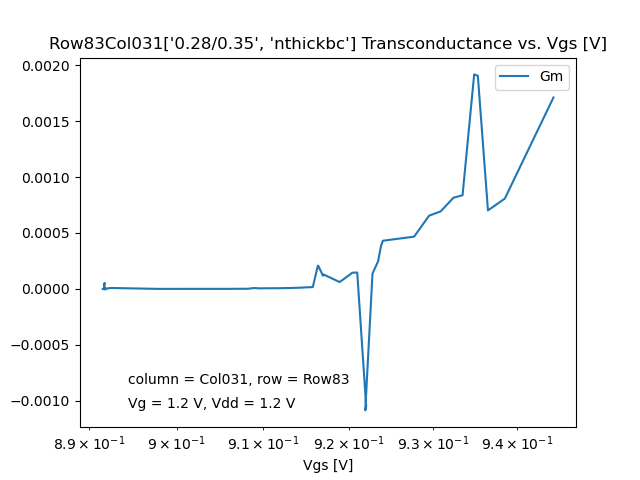 Row83Col031['0.28/0.35', 'nthickbc'] Transconductance vs. Vgs [V]
Gm
0.0020
0.0015
0.0010
0.0005
0.0000
−0.0005
−0.0010
column = Col031, row = Row83
Vg = 1.2 V, Vdd = 1.2 V
8.9 × 10⁻¹ 9 × 10⁻¹ 9.1 × 10⁻¹ 9.2 × 10⁻¹ 9.3 × 10⁻¹ 9.4 × 10⁻¹
Vgs [V]